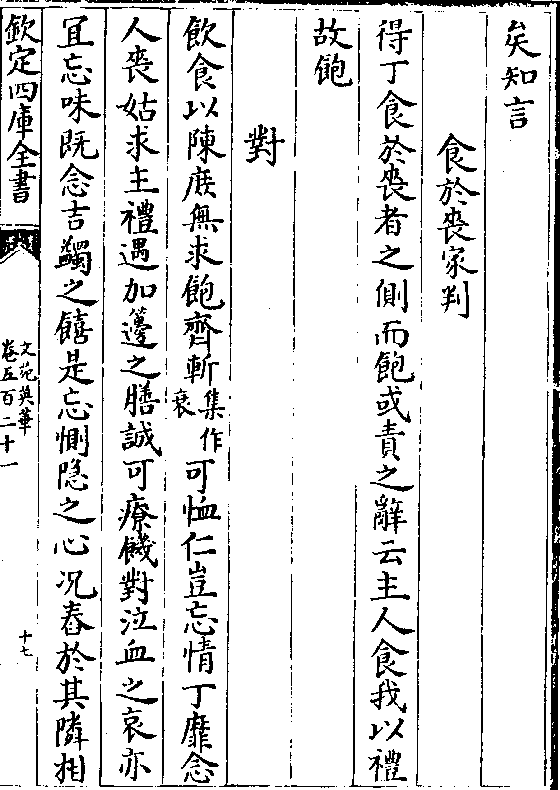 矣知言
食於喪家判
得丁食於喪者之側而飽或責之辭云主人食我以禮
故飽
對
飲食以陳庻無求飽齊斬集作衰可恤仁豈忘情丁靡念
人喪姑求主禮遇加籩之膳誠可療饑對泣血之哀亦
宜忘味既念吉蠲之饎是忘惻隠之心况舂於其隣相
欽定四庫全書
文苑英華
卷五百二十一
十七